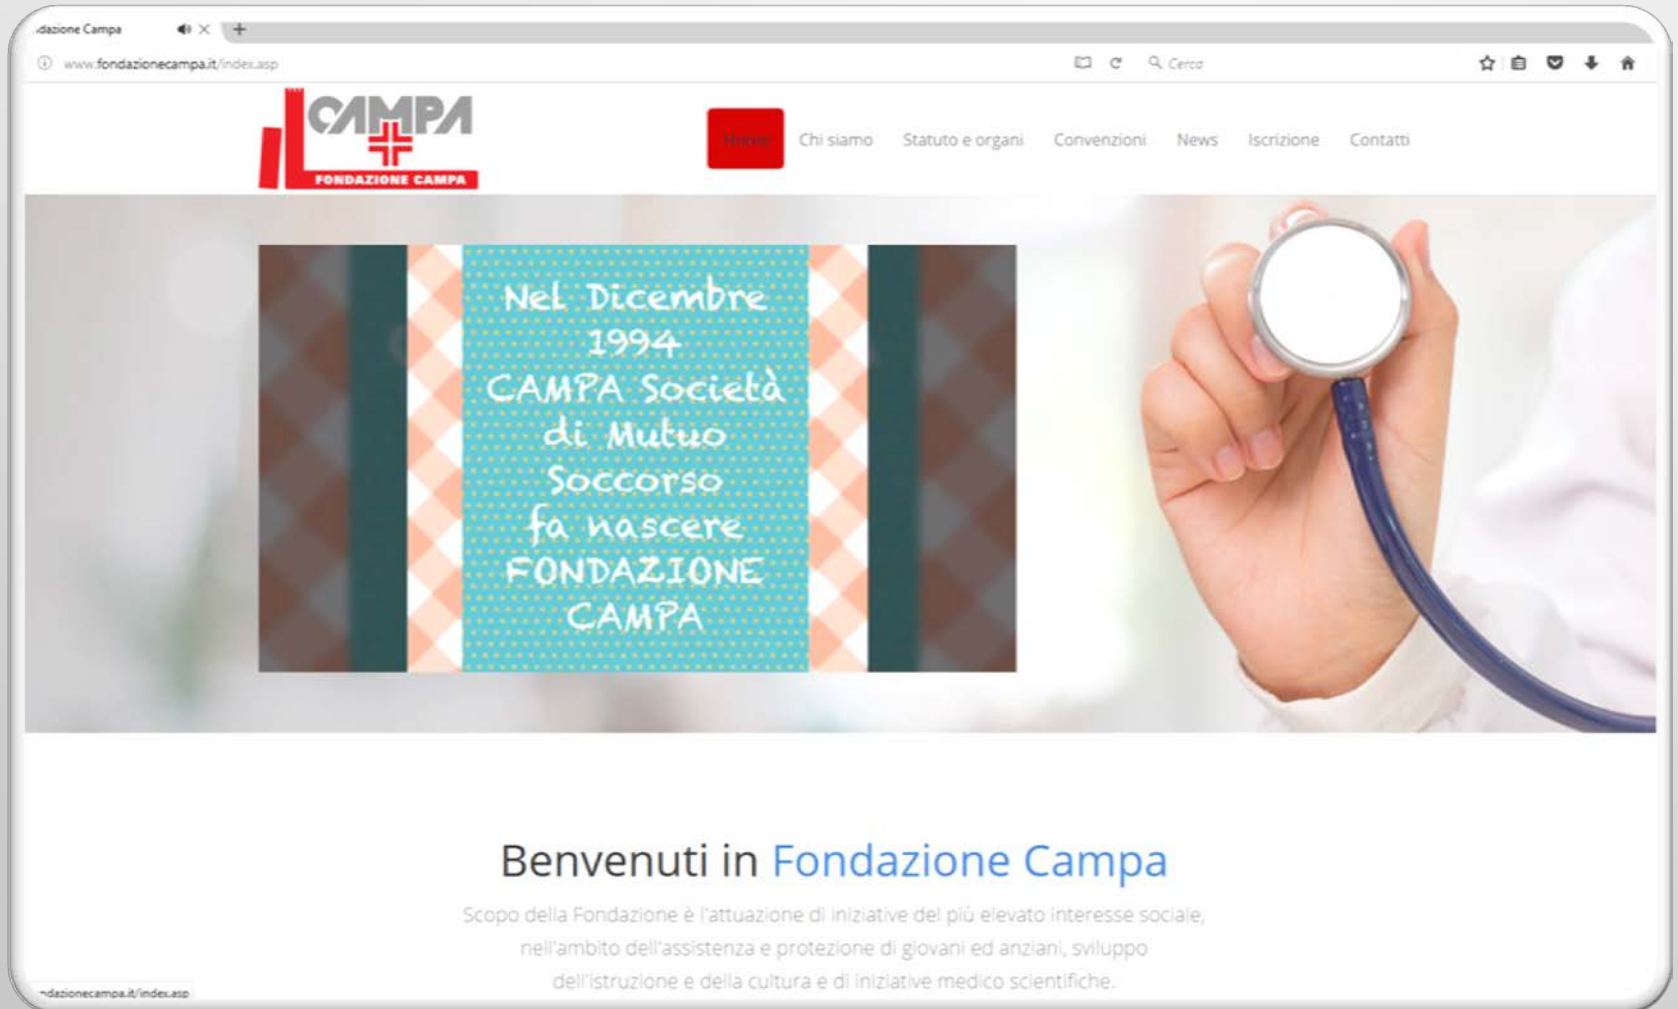 dazione Campa
www.fondazionecampa.it/index.asp
Cerca
CAMPA
FONDAZIONE CAMPA
Home Chi siamo Statuto e organi Convenzioni News Iscrizione Contatti
Nel Dicembre
1994
CAMPA Società
di Mutuo
Soccorso
fa nascere
FONDAZIONE
CAMPA
Benvenuti in Fondazione Campa
Scopo della Fondazione è l'attuazione di iniziative del più elevato interesse sociale,
nell'ambito dell'assistenza e protezione di giovani ed anziani, sviluppo
dell'istruzione e della cultura e di iniziative medico scientifiche.
ndazionecampa.it/index.asp